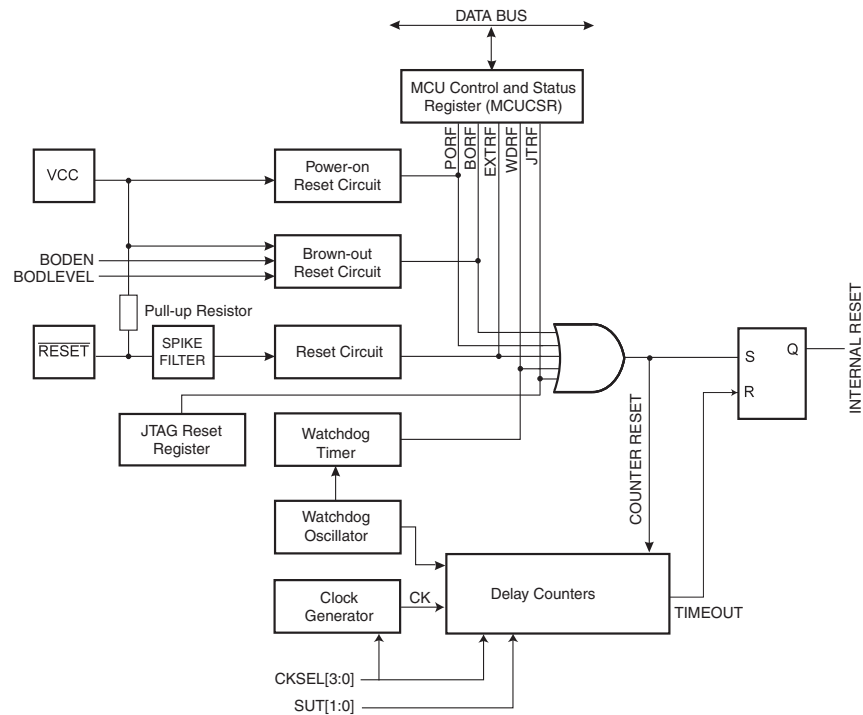 DATA BUS
MCU Control and Status
Register (MCUCSR)
PORF
BORF
EXTRF
WDRF
JTRF
VCC
Power-on
Reset Circuit
BODEN
BODLEVEL
Brown-out
Reset Circuit
Pull-up Resistor
RESET
SPIKE
FILTER
Reset Circuit
JTAG Reset
Register
Watchdog
Timer
Watchdog
Oscillator
Clock
Generator
CK
Delay Counters
CKSEL[3:0]
SUT[1:0]
COUNTER RESET
TIMEOUT
S
R
Q
INTERNAL RESET